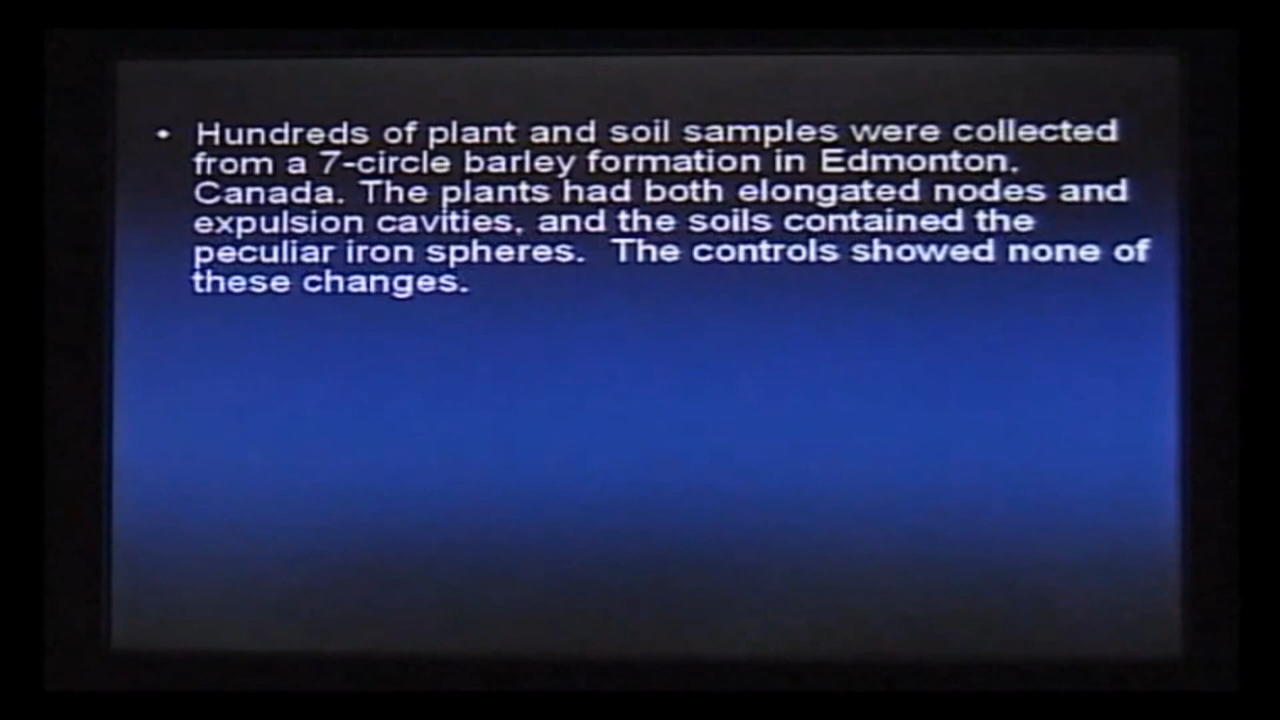 • Hundreds of plant and soil samples were collected
from a 7-circle barley formation in Edmonton,
Canada. The plants had both elongated nodes and
expulsion cavities, and the soils contained the
peculiar iron spheres. The controls showed none of
these changes.